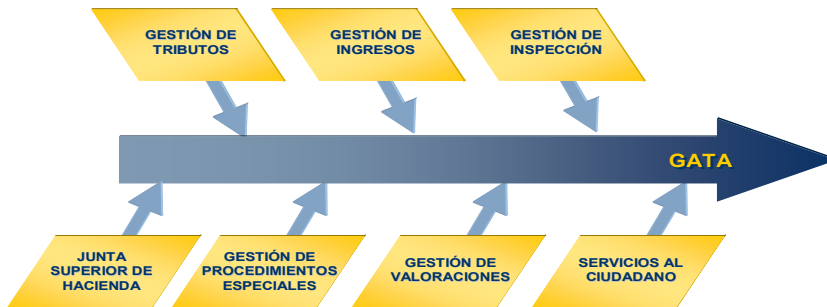 GESTIÓN DE
TRIBUTOS
GESTIÓN DE
INGRESOS
GESTIÓN DE
INSPECCIÓN
GATA
JUNTA
SUPERIOR DE
HACIENDA
GESTIÓN DE
PROCEDIMIENTOS
ESPECIALES
GESTIÓN DE
VALORACIONES
SERVICIOS AL
CIUDADANO